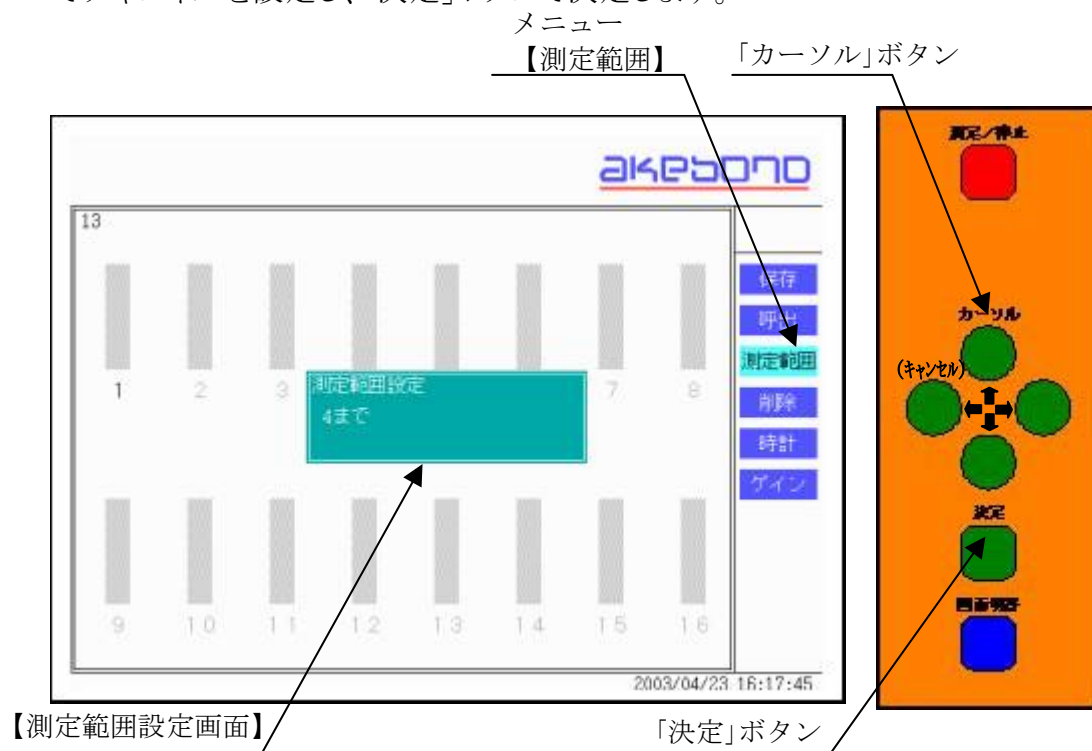 メニュー
【測定範囲】
「カーソル」ボタン
akebono
13
1
2
3
7
8
測定範囲設定
4まで
9
10
11
12
13
14
15
16
保存
呼出
測定範囲
削除
時計
ゲイン
2003/04/23 16:17:45
測定/停止
カーソル
(キャンセル)
決定
画面切替
【測定範囲設定画面】
「決定」ボタン